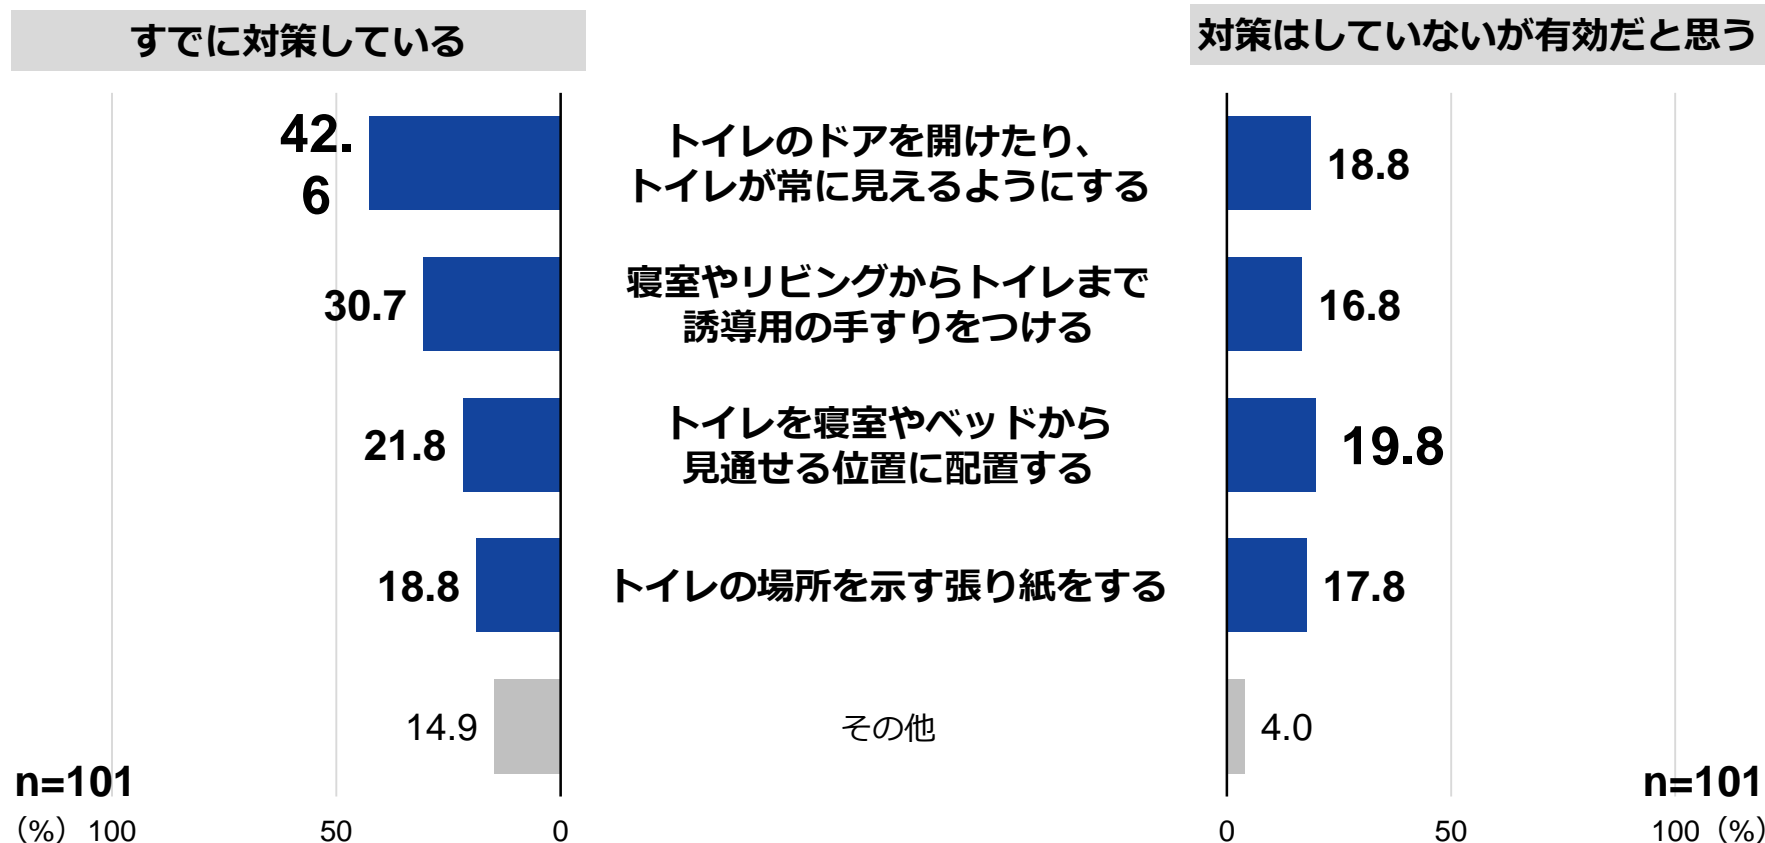 すでに対策している
対策はしていないが有効だと思う
42.
6
トイレのドアを開けたり、
トイレが常に見えるようにする
18.8
30.7
寝室やリビングからトイレまで
誘導用の手すりをつける
16.8
21.8
トイレを寝室やベッドから
見通せる位置に配置する
19.8
18.8
トイレの場所を示す張り紙をする
17.8
14.9
その他
4.0
n=101
n=101
（%） 100 50 0
0 50 100 （%）